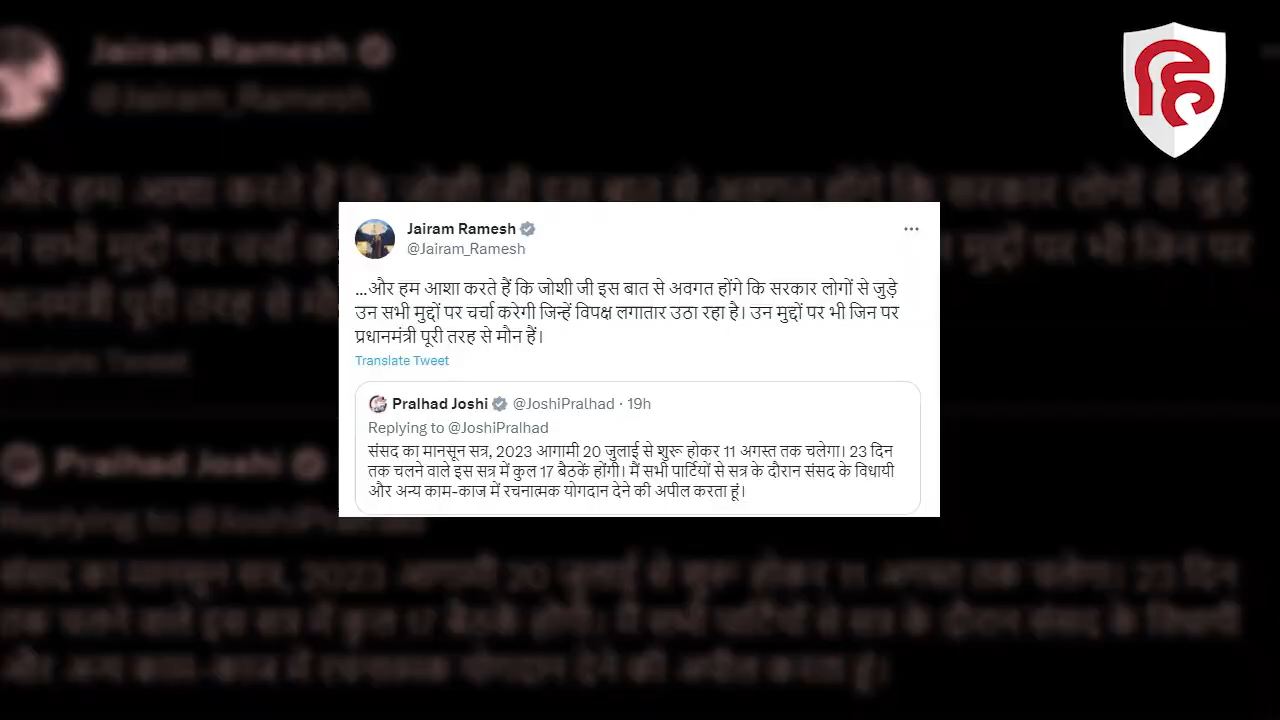 Jairam Ramesh
@Jairam_Ramesh
...और हम आशा करते हैं कि जोशी जी इस बात से अवगत होंगे कि सरकार लोगों से जुड़े
उन सभी मुद्दों पर चर्चा करेगी जिन्हें विपक्ष लगातार उठा रहा है। उन मुद्दों पर भी जिन पर
प्रधानमंत्री पूरी तरह से मौन हैं।
Translate Tweet
Pralhad Joshi @JoshiPralhad · 19h
Replying to @JoshiPralhad
संसद का मानसून सत्र, 2023 आगामी 20 जुलाई से शुरू होकर 11 अगस्त तक चलेगा। 23 दिन
तक चलने वाले इस सत्र में कुल 17 बैठकें होंगी। मैं सभी पार्टियों से सत्र के दौरान संसद के विधायी
और अन्य काम-काज में रचनात्मक योगदान देने की अपील करता हूं।
हि